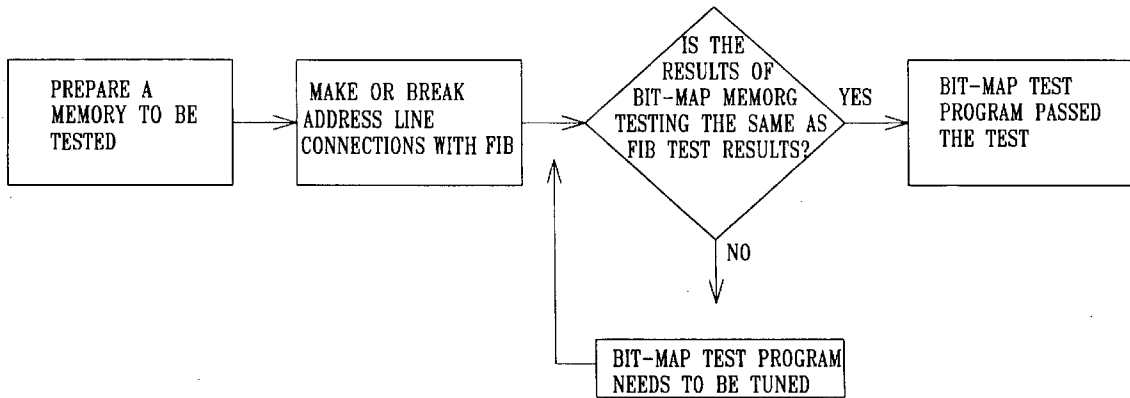 PREPARE A
MEMORY TO BE
TESTED
MAKE OR BREAK
ADDRESS LINE
CONNECTIONS WITH FIB
IS THE
RESULTS OF
BIT-MAP MEMORG
TESTING THE SAME AS
FIB TEST RESULTS?
YES
BIT-MAP TEST
PROGRAM PASSED
THE TEST
NO
BIT-MAP TEST PROGRAM
NEEDS TO BE TUNED